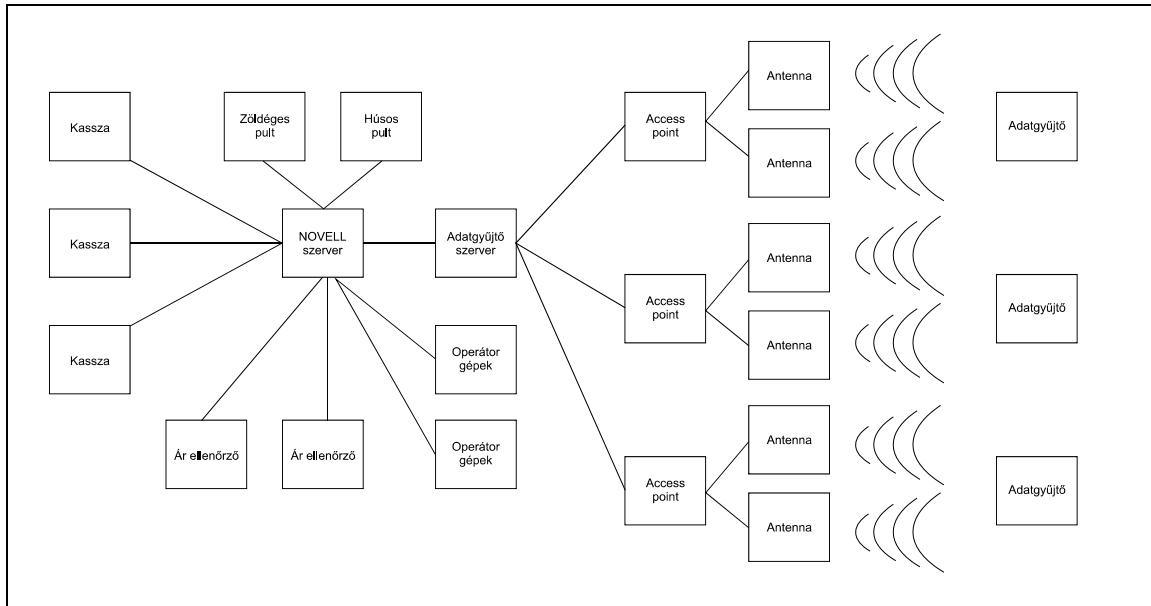 Kassza
Kassza
Kassza
Zöldéges
pult
Húsos
pult
NOVELL
szerver
Adatgyűjtő
szerver
Operátor
gépek
Operátor
gépek
Ár ellenőrző
Ár ellenőrző
Access
point
Access
point
Access
point
Antenna
Antenna
Antenna
Antenna
Antenna
Antenna
Adatgyűjtő
Adatgyűjtő
Adatgyűjtő